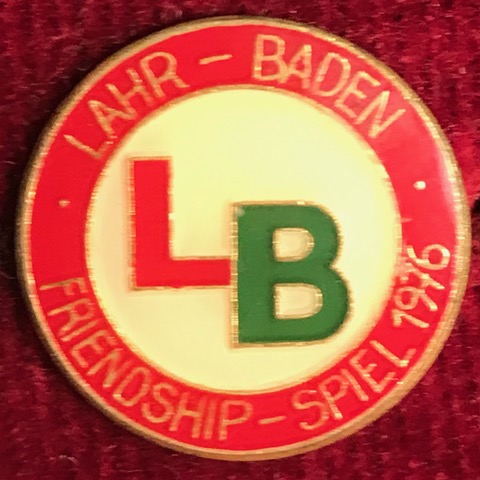 LAHR - BADEN
LB
FRIENDSHIP - SPIEL 1976